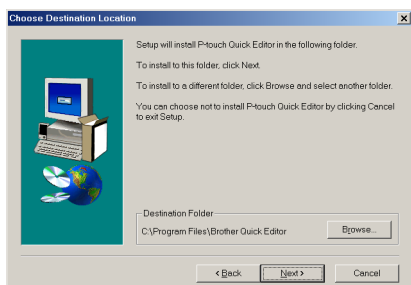 Choose Destination Location
Setup will install P-touch Quick Editor in the following folder.
To install to this folder, click Next.
To install to a different folder, click Browse and select another folder.
You can choose not to install P-touch Quick Editor by clicking Cancel
to exit Setup.
Destination Folder
C:\Program Files\Brother Quick Editor
Browse...
< Back
Next >
Cancel